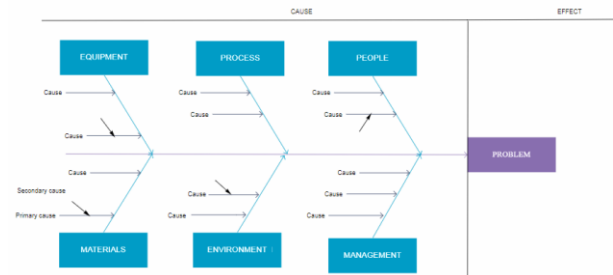 CAUSE
EFFECT
EQUIPMENT
PROCESS
PEOPLE
Cause
Cause
Cause
Cause
Cause
Cause
Cause
PROBLEM
Cause
Cause
Secondary cause
Cause
Cause
Primary cause
Cause
Cause
MATERIALS
ENVIRONMENT
MANAGEMENT